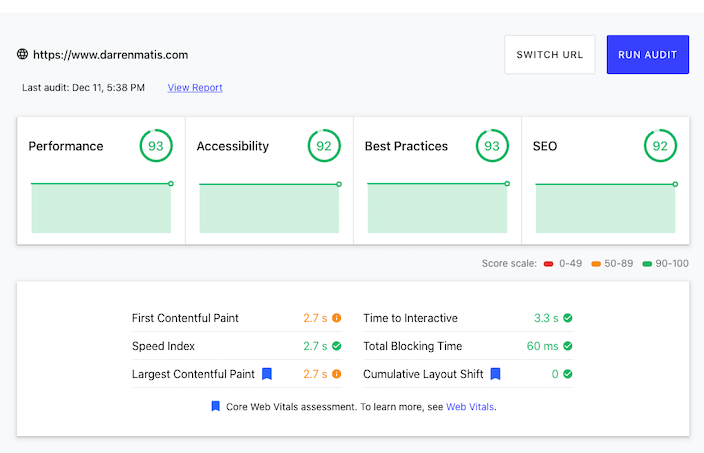 https://www.darrenmatis.com
SWITCH URL
RUN AUDIT
Last audit: Dec 11, 5:38 PM View Report
Performance 93
Accessibility 92
Best Practices 93
SEO 92
Score scale: 0-49 50-89 90-100
First Contentful Paint 2.7 s
Time to Interactive 3.3 s
Speed Index 2.7 s
Total Blocking Time 60 ms
Largest Contentful Paint 2.7 s
Cumulative Layout Shift 0
Core Web Vitals assessment. To learn more, see Web Vitals.